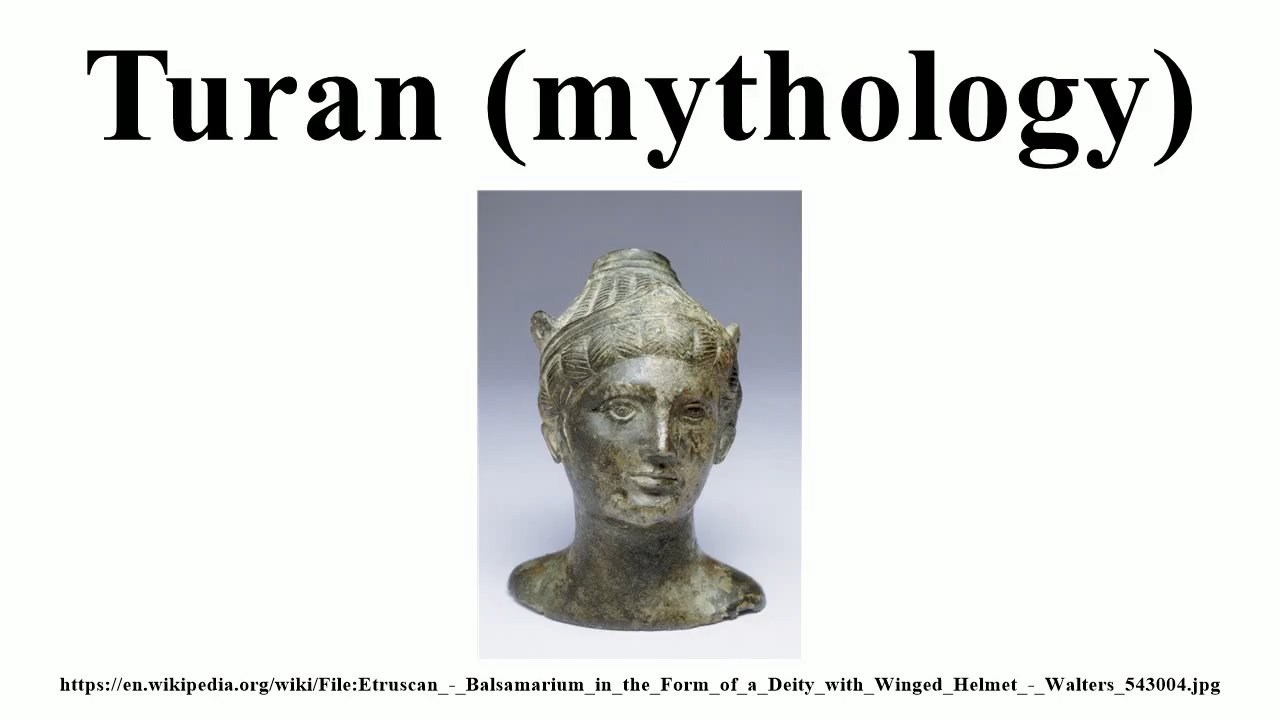 Turan (mythology)
https://en.wikipedia.org/wiki/File:Etruscan_-_Balsamarium_in_the_Form_of_a_Deity_with_Winged_Helmet_-_Walters_543004.jpg